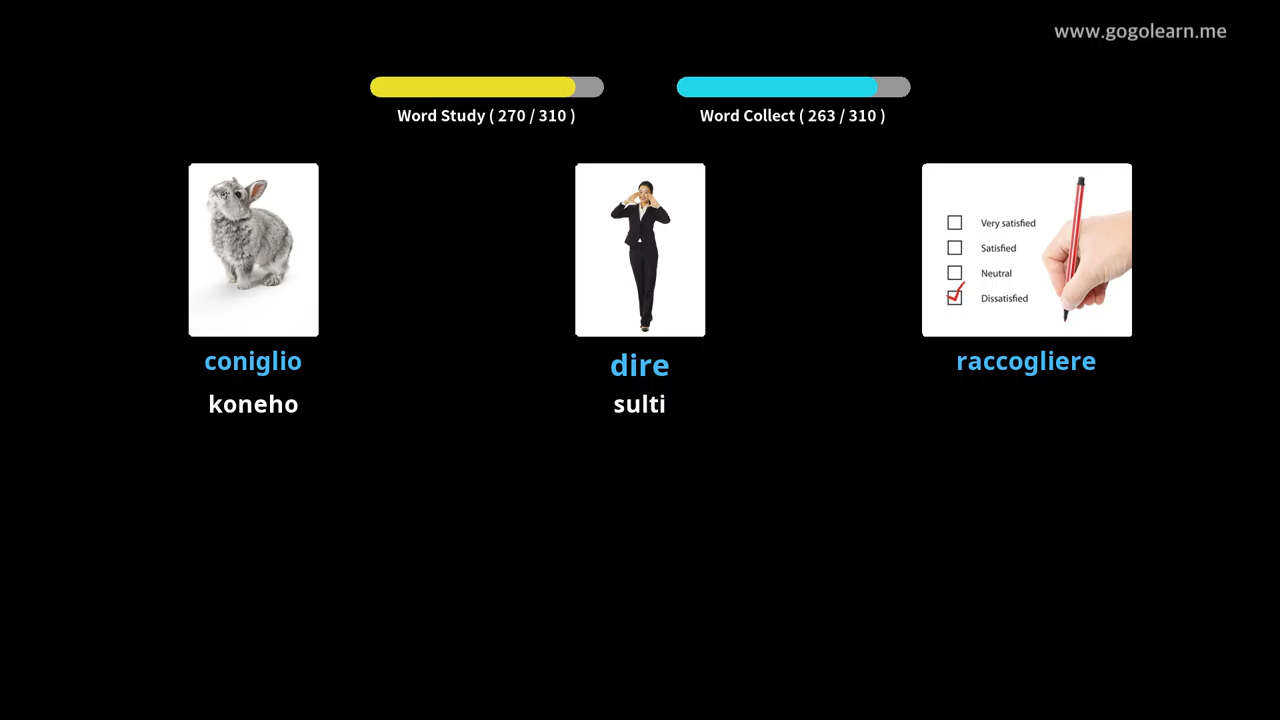 www.gogolearn.me
Word Study ( 270 / 310 )
Word Collect ( 263 / 310 )
Very satisfied
Satisfied
Neutral
Dissatisfied
coniglio
dire
raccogliere
koneho
sulti